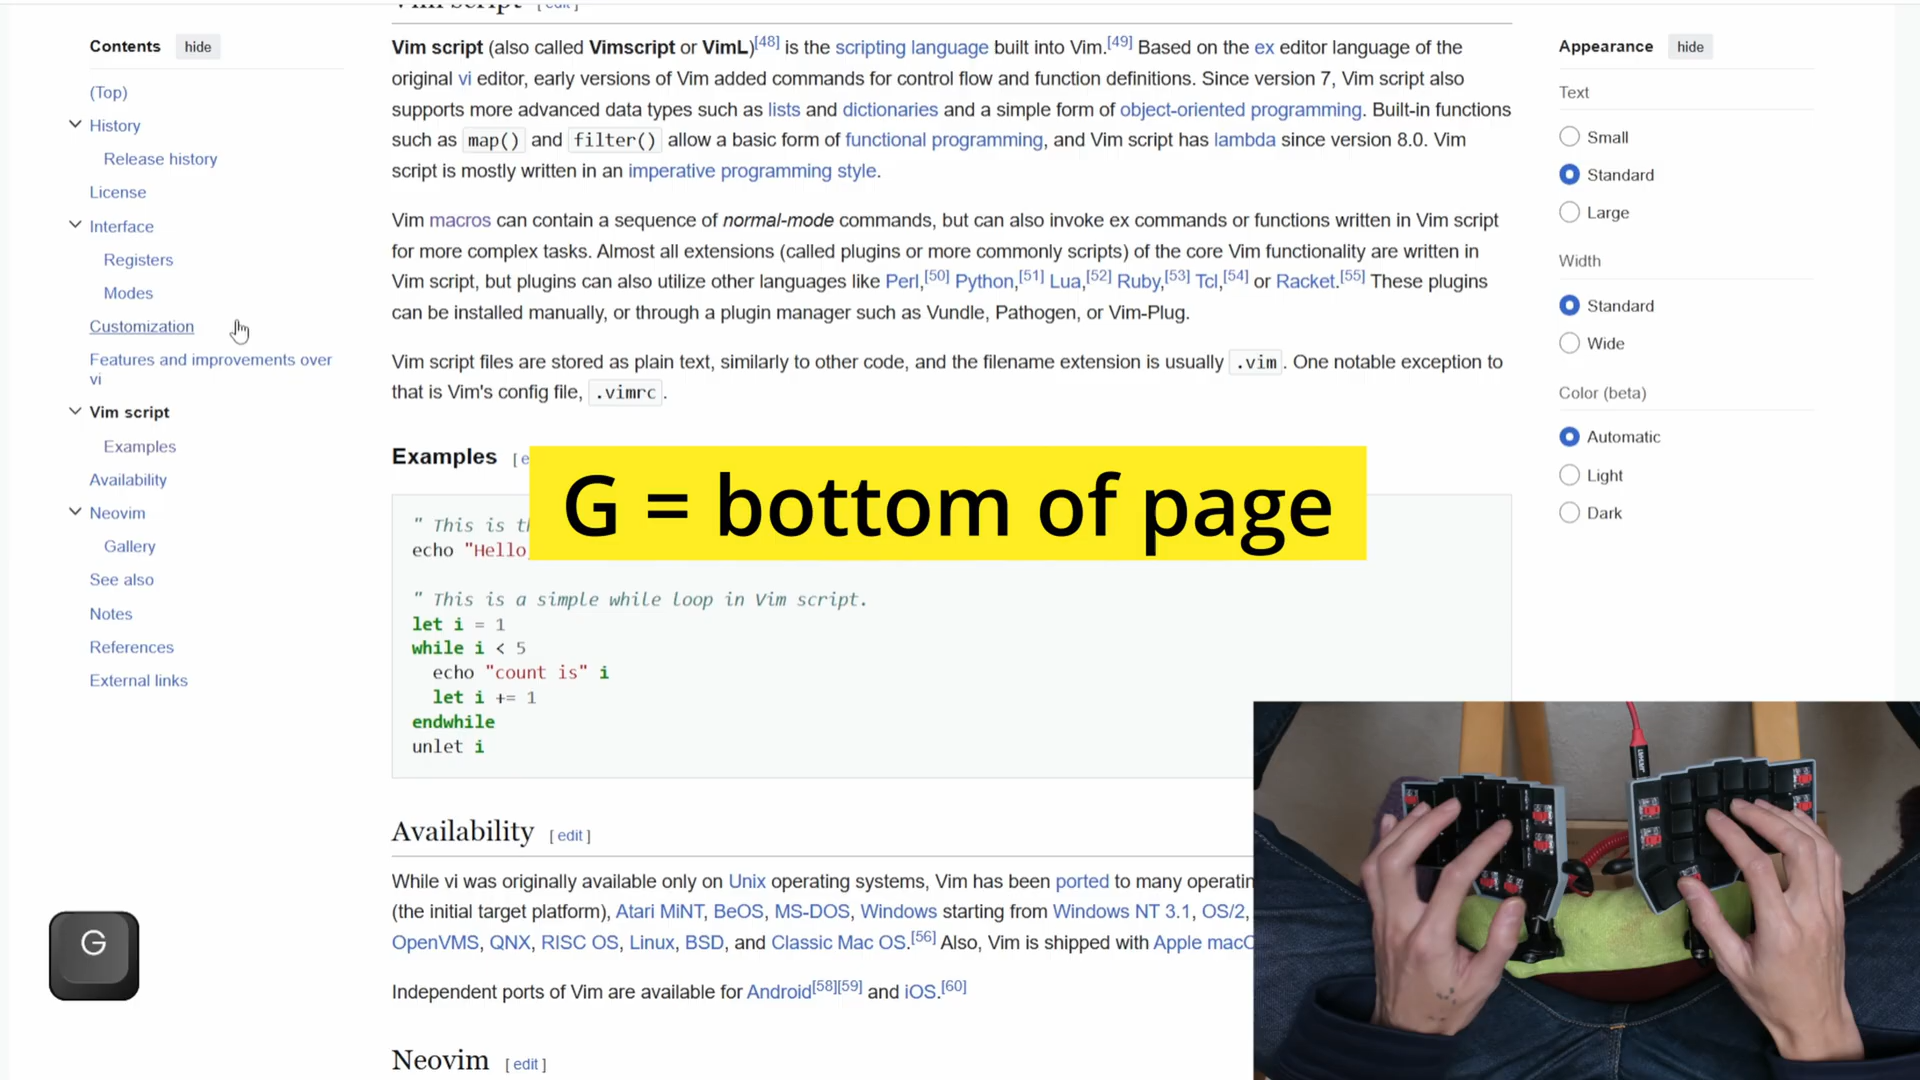 Vim script [ edit ]
Contents hide
(Top)
History
Release history
License
Interface
Registers
Modes
Customization
Features and improvements over
vi
Vim script
Examples
Availability
Neovim
Gallery
See also
Notes
References
External links
Vim script (also called Vimscript or VimL)[48] is the scripting language built into Vim.[49] Based on the ex editor language of the
original vi editor, early versions of Vim added commands for control flow and function definitions. Since version 7, Vim script also
supports more advanced data types such as lists and dictionaries and a simple form of object-oriented programming. Built-in functions
such as map() and filter() allow a basic form of functional programming, and Vim script has lambda since version 8.0. Vim
script is mostly written in an imperative programming style.
Vim macros can contain a sequence of normal-mode commands, but can also invoke ex commands or functions written in Vim script
for more complex tasks. Almost all extensions (called plugins or more commonly scripts) of the core Vim functionality are written in
Vim script, but plugins can also utilize other languages like Perl,[50] Python,[51] Lua,[52] Ruby,[53] Tcl,[54] or Racket.[55] These plugins
can be installed manually, or through a plugin manager such as Vundle, Pathogen, or Vim-Plug.
Vim script files are stored as plain text, similarly to other code, and the filename extension is usually .vim . One notable exception to
that is Vim's config file, .vimrc .
Examples [ e
G = bottom of page
" This is th
echo "Hello
" This is a simple while loop in Vim script.
let i = 1
while i < 5
echo "count is" i
let i += 1
endwhile
unlet i
Availability [ edit ]
While vi was originally available only on Unix operating systems, Vim has been ported to many operatin
(the initial target platform), Atari MiNT, BeOS, MS-DOS, Windows starting from Windows NT 3.1, OS/2,
OpenVMS, QNX, RISC OS, Linux, BSD, and Classic Mac OS.[56] Also, Vim is shipped with Apple macO
Independent ports of Vim are available for Android[58][59] and iOS.[60]
Neovim [ edit ]
Appearance hide
Text
Small
Standard
Large
Width
Standard
Wide
Color (beta)
Automatic
Light
Dark
G